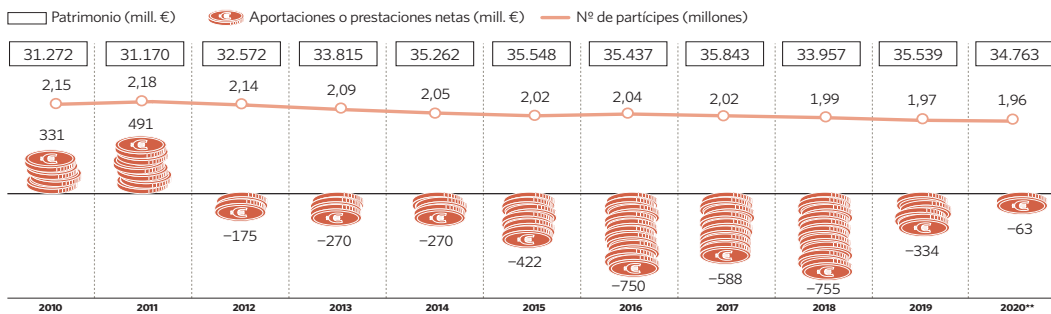 Patrimonio (mill. €) Aportaciones o prestaciones netas (mill. €) Nº de partícipes (millones)
31.272 31.170 32.572 33.815 35.262 35.548 35.437 35.843 33.957 35.539 34.763
2,15 2,18 2,14 2,09 2,05 2,02 2,04 2,02 1,99 1,97 1,96
331 491
−175 −270 −270 −422 −750 −588 −755 −334 −63
2010 2011 2012 2013 2014 2015 2016 2017 2018 2019 2020**